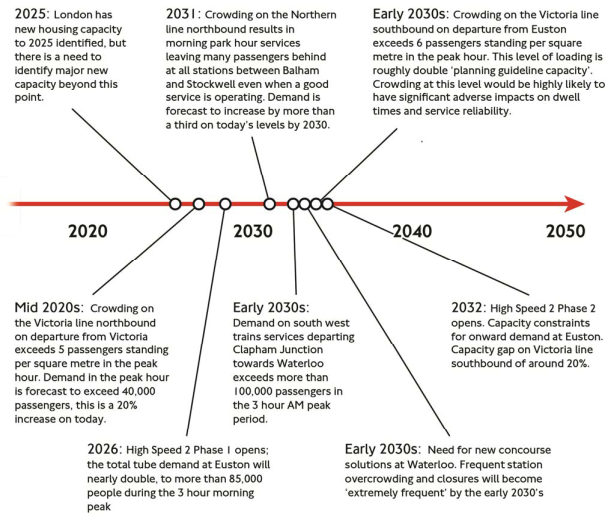 2025: London has
new housing capacity
to 2025 identified, but
there is a need to
identify major new
capacity beyond this
point.
2031: Crowding on the Northern
line northbound results in
morning park hour services
leaving many passengers behind
at all stations between Balham
and Stockwell even when a good
service is operating. Demand is
forecast to increase by more than
a third on today's levels by 2030.
Early 2030s: Crowding on the Victoria line
southbound on departure from Euston
exceeds 6 passengers standing per square
metre in the peak hour. This level of loading is
roughly double 'planning guideline capacity'.
Crowding at this level would be highly likely to
have significant adverse impacts on dwell
times and service reliability.
2020
2030
2040
2050
Mid 2020s: Crowding on
the Victoria line northbound
on departure from Victoria
exceeds 5 passengers standing
per square metre in the peak
hour. Demand in the peak hour
is forecast to exceed 40,000
passengers, this is a 20%
increase on today.
Early 2030s:
Demand on south west
trains services departing
Clapham Junction
towards Waterloo
exceeds more than
100,000 passengers in
the 3 hour AM peak
period.
2032: High Speed 2 Phase 2
opens. Capacity constraints
for onward demand at Euston.
Capacity gap on Victoria line
southbound of around 20%.
2026: High Speed 2 Phase 1 opens;
the total tube demand at Euston will
nearly double, to more than 85,000
people during the 3 hour morning
peak
Early 2030s: Need for new concourse
solutions at Waterloo. Frequent station
overcrowding and closures will become
'extremely frequent' by the early 2030's